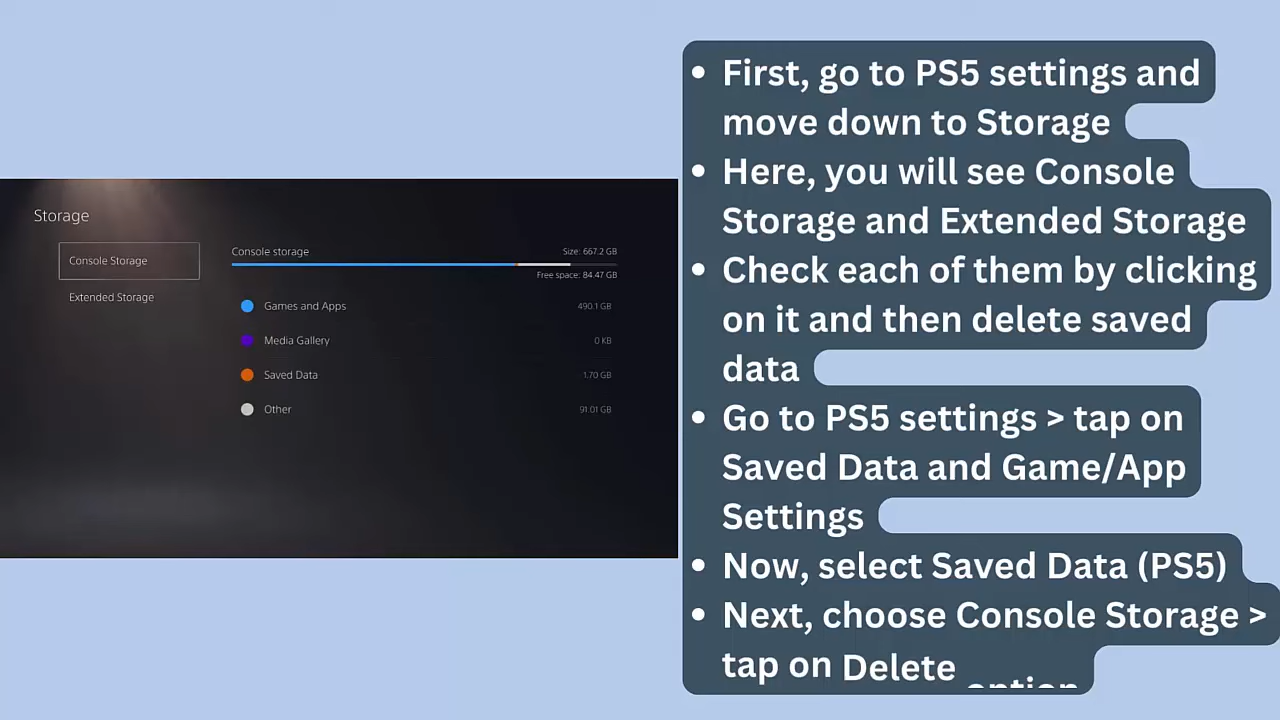 Storage
Console Storage
Extended Storage
Console storage
Size: 667.2 GB
Free space: 84.47 GB
Games and Apps
490.1 GB
Media Gallery
0 KB
Saved Data
1.70 GB
Other
91.01 GB
• First, go to PS5 settings and
move down to Storage
• Here, you will see Console
Storage and Extended Storage
• Check each of them by clicking
on it and then delete saved
data
• Go to PS5 settings > tap on
Saved Data and Game/App
Settings
• Now, select Saved Data (PS5)
• Next, choose Console Storage >
tap on Delete option